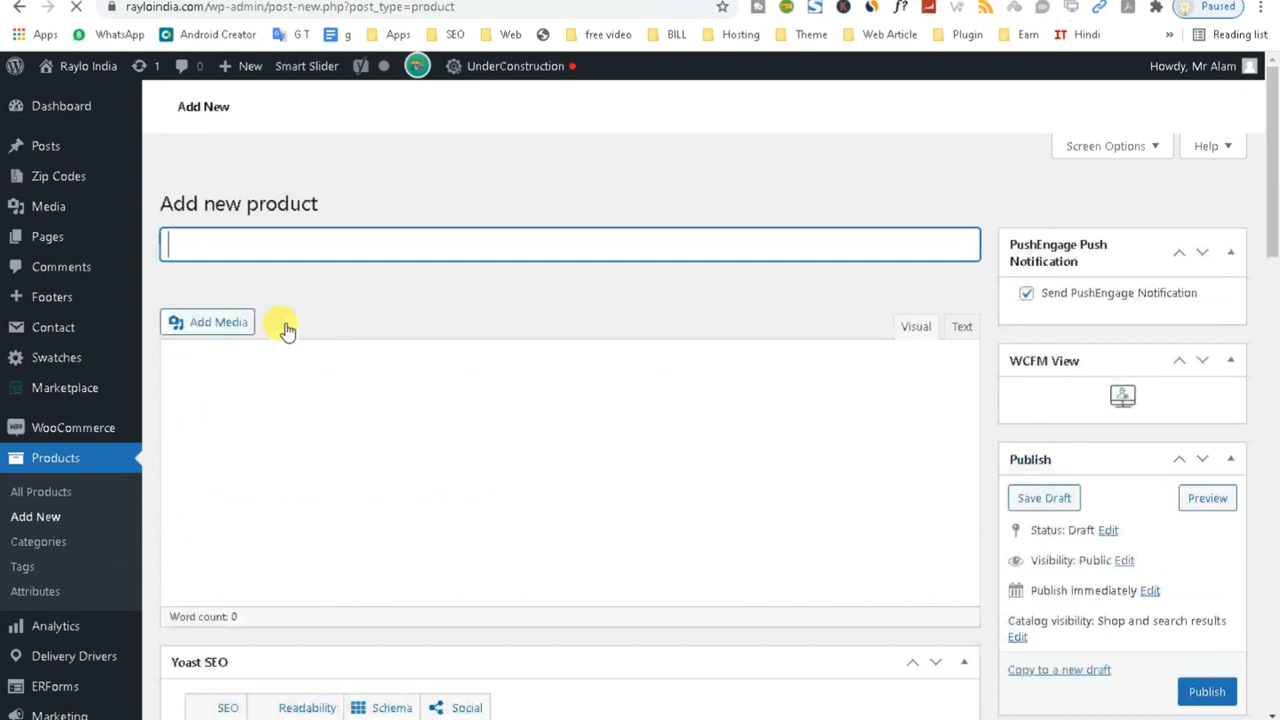 rayloindia.com/wp-admin/post-new.php?post_type=product
Paused
Apps WhatsApp Android Creator G T g Apps SEO Web free video BILL Hosting Theme Web Article Plugin Earn IT Hindi » Reading list
Raylo India 1 0 New Smart Slider UnderConstruction Howdy, Mr Alam
Dashboard
Posts
Zip Codes
Media
Pages
Comments
Footers
Contact
Swatches
Marketplace
WooCommerce
Products
All Products
Add New
Categories
Tags
Attributes
Analytics
Delivery Drivers
ERForms
Marketing
Add New
Screen Options ▼ Help ▼
Add new product
Add Media
Visual Text
Word count: 0
Yoast SEO
SEO Readability Schema Social
PushEngage Push
Notification
Send PushEngage Notification
WCFM View
Publish
Save Draft Preview
Status: Draft Edit
Visibility: Public Edit
Publish immediately Edit
Catalog visibility: Shop and search results
Edit
Copy to a new draft
Publish